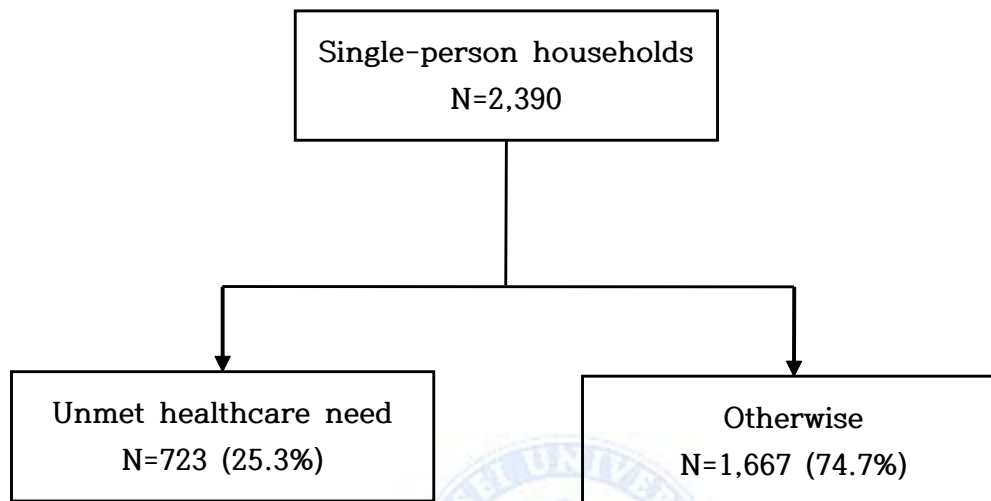 Single-person households
N=2,390
Unmet healthcare need
N=723 (25.3%)
Otherwise
N=1,667 (74.7%)